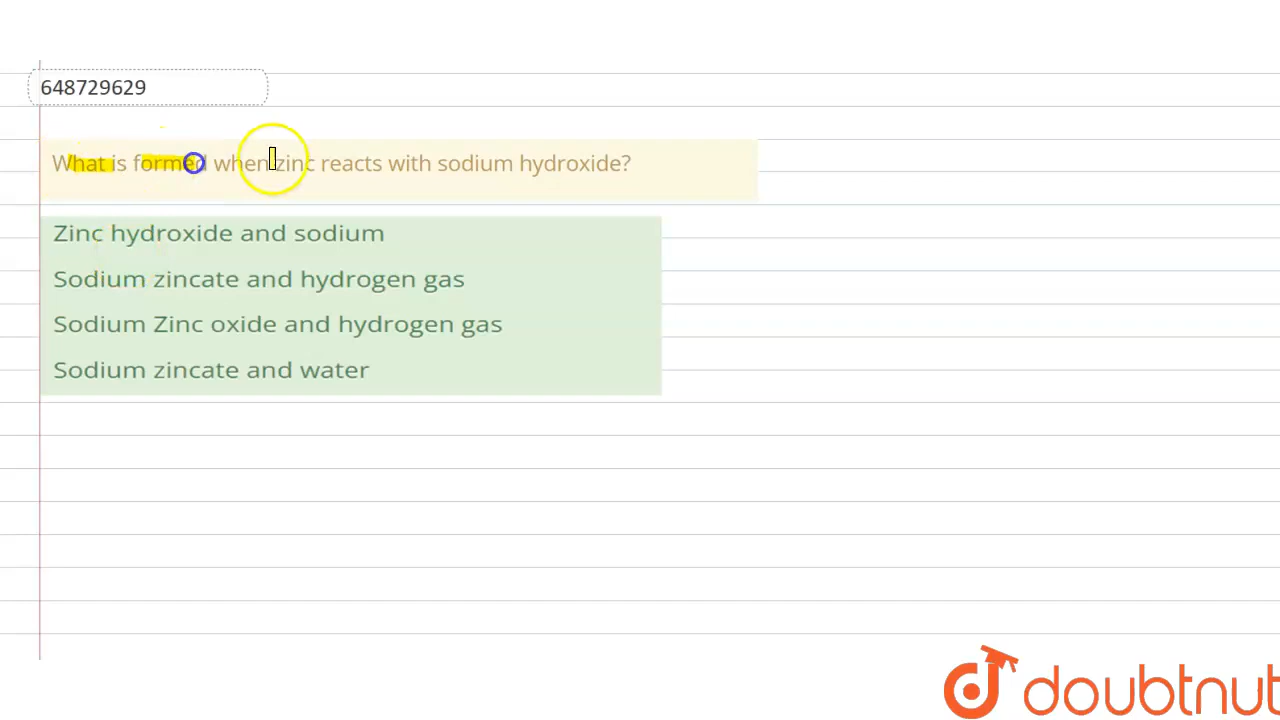 648729629
What is formed when zinc reacts with sodium hydroxide?
Zinc hydroxide and sodium
Sodium zincate and hydrogen gas
Sodium Zinc oxide and hydrogen gas
Sodium zincate and water
doubtnut